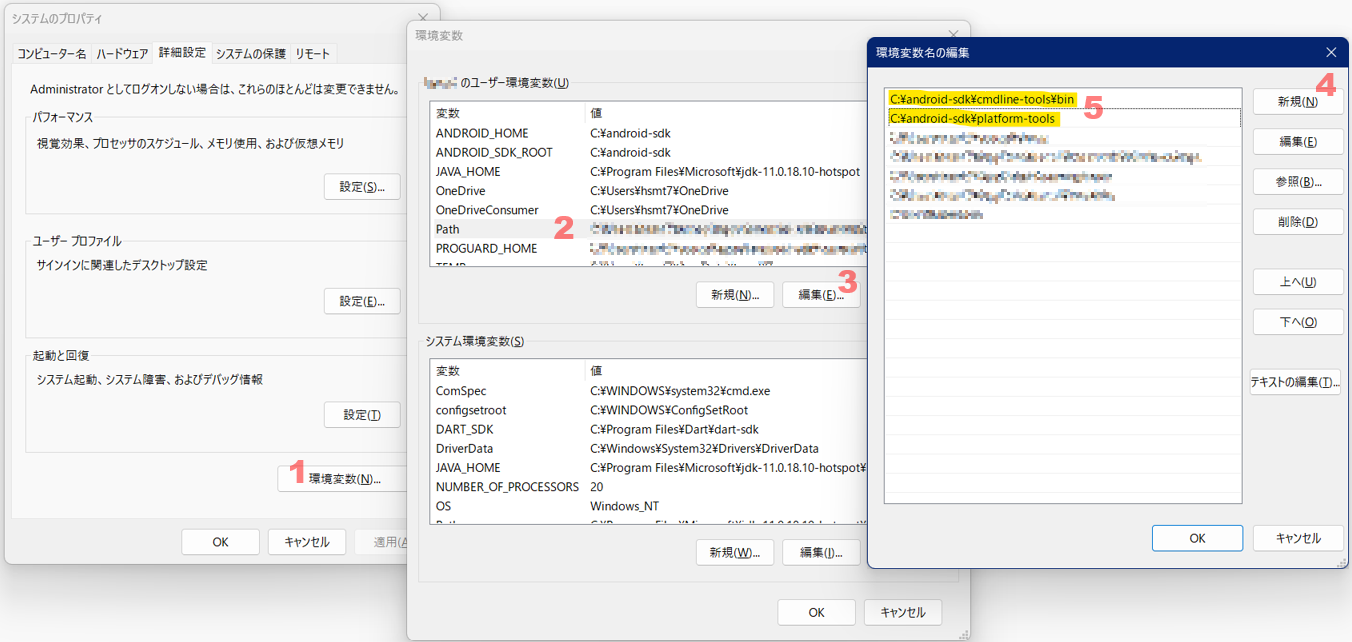 システムのプロパティ
コンピューター名 ハードウェア 詳細設定 システムの保護 リモート
Administrator としてログオンしない場合は、これらのほとんどは変更できません。
パフォーマンス
視覚効果、プロセッサのスケジュール、メモリ使用、および仮想メモリ
設定(S)...
ユーザー プロファイル
サインインに関連したデスクトップ設定
設定(E)...
起動と回復
システム起動、システム障害、およびデバッグ情報
設定(T)
1 環境変数(N)...
OK キャンセル 適用(A
環境変数
のユーザー環境変数(U)
変数 値
ANDROID_HOME C:¥android-sdk
ANDROID_SDK_ROOT C:¥android-sdk
JAVA_HOME C:¥Program Files¥Microsoft¥jdk-11.0.18.10-hotspot
OneDrive C:¥Users¥hsmt7¥OneDrive
OneDriveConsumer C:¥Users¥hsmt7¥OneDrive
Path 2
PROGUARD_HOME
TEMP
新規(N)... 編集(E)... 3
システム環境変数(S)
変数 値
ComSpec C:¥WINDOWS¥system32¥cmd.exe
configsetroot C:¥WINDOWS¥ConfigSetRoot
DART_SDK C:¥Program Files¥Dart¥dart-sdk
DriverData C:¥Windows¥System32¥Drivers¥DriverData
JAVA_HOME C:¥Program Files¥Microsoft¥jdk-11.0.18.10-hotspot¥
NUMBER_OF_PROCESSORS 20
OS Windows_NT
Path C:¥Program Files¥Microsoft¥jdk-11.0.18.10-hotspot¥
新規(W)... 編集(I)...
OK キャンセル
環境変数名の編集
C:¥android-sdk¥cmdline-tools¥bin
C:¥android-sdk¥platform-tools
5
4
新規(N)
編集(E)
参照(B)...
削除(D)
上へ(U)
下へ(O)
テキストの編集(T)...
OK キャンセル